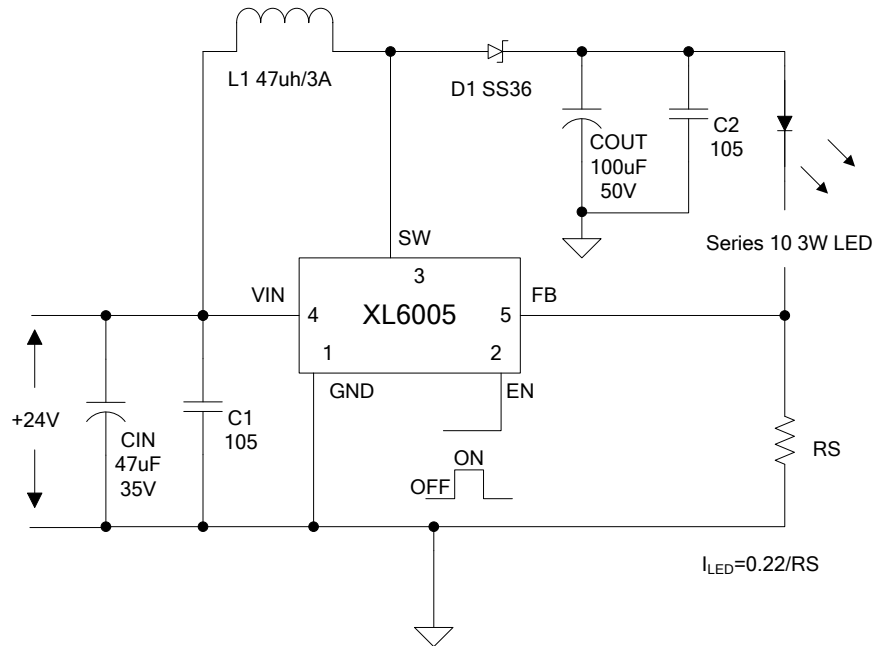 L1 47uh/3A
D1 SS36
COUT
100uF
50V
C2
105
Series 10 3W LED
SW
3
VIN
4
XL6005
5
FB
1
2
GND
EN
+24V
CIN
47uF
35V
C1
105
ON
OFF
RS
I_LED=0.22/RS